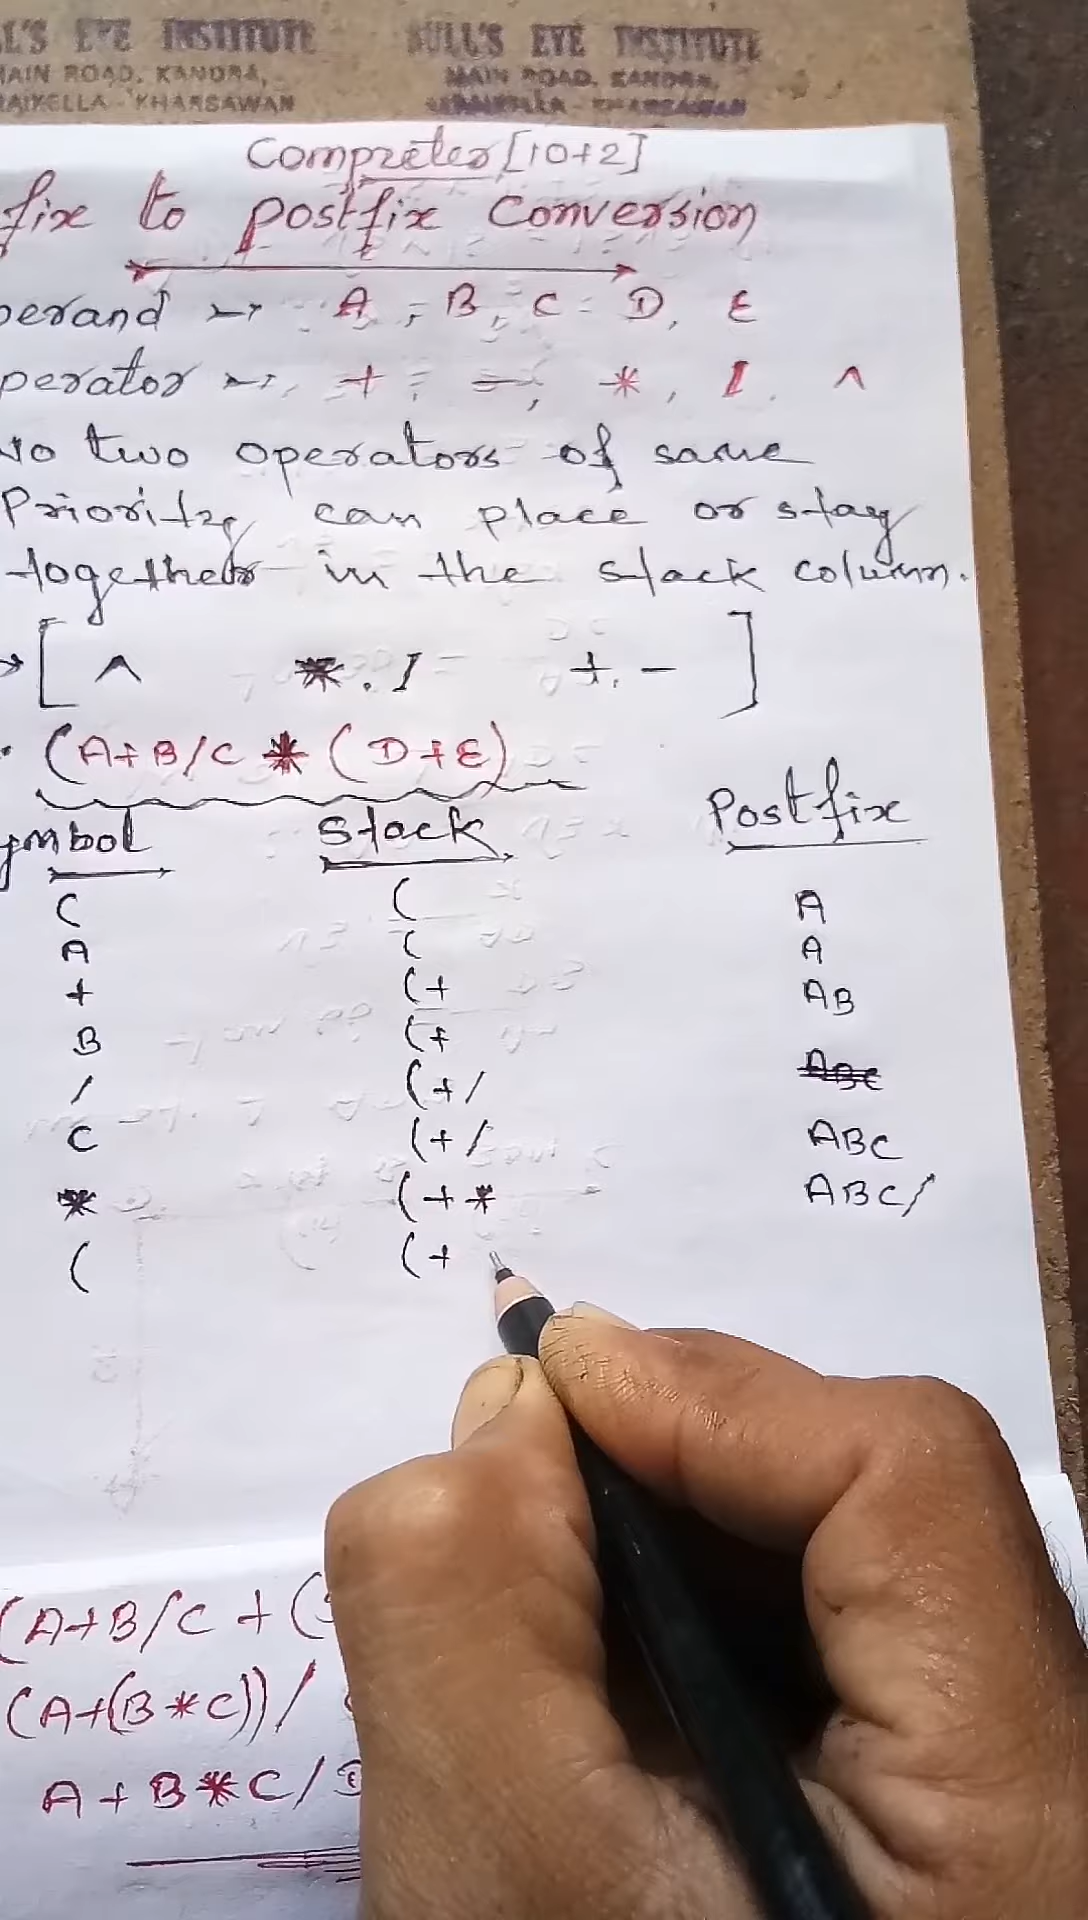 L'S EYE INSTITUTE BULL'S EYE INSTITUTE
MAIN ROAD, KANDRA, MAIN ROAD, KANDRA,
RAIKELLA - KHARSAWAN - KHARSAWAN
[10+2]
fix to postfix Conversion
perand A, B, C, D, E
perator +, -, *, /, ^
No two operators of same
Priority can place or stay
together in the stack column.
[ ^ *, / +, - ]
(A+B/C * (D+E)
ymbol Stack Postfix
( ( A
A ( A
+ (+ AB
B (+
/ (+/ ABC
C (+/ ABC
* (+* ABC/
( (+
(A+B/C + (
(A+(B*C))/
A+B*C/D